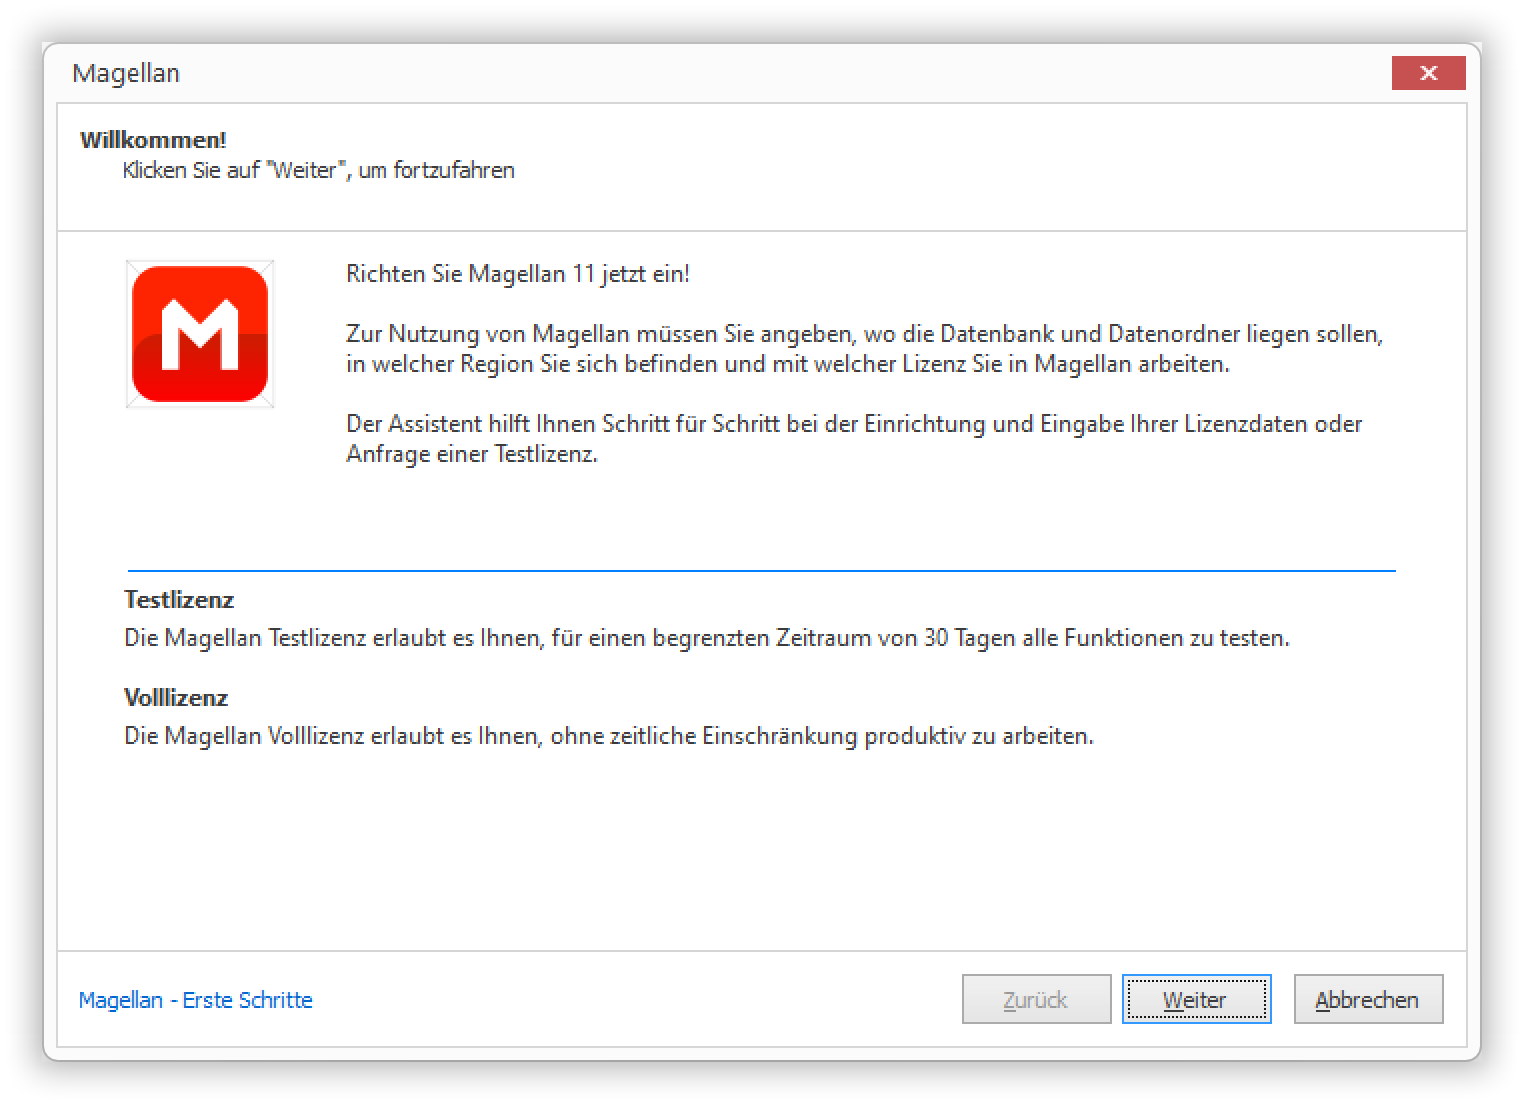 Magellan
Willkommen!
Klicken Sie auf "Weiter", um fortzufahren
M
Richten Sie Magellan 11 jetzt ein!
Zur Nutzung von Magellan müssen Sie angeben, wo die Datenbank und Datenordner liegen sollen,
in welcher Region Sie sich befinden und mit welcher Lizenz Sie in Magellan arbeiten.
Der Assistent hilft Ihnen Schritt für Schritt bei der Einrichtung und Eingabe Ihrer Lizenzdaten oder
Anfrage einer Testlizenz.
Testlizenz
Die Magellan Testlizenz erlaubt es Ihnen, für einen begrenzten Zeitraum von 30 Tagen alle Funktionen zu testen.
Volllizenz
Die Magellan Volllizenz erlaubt es Ihnen, ohne zeitliche Einschränkung produktiv zu arbeiten.
Magellan - Erste Schritte
Zurück
Weiter
Abbrechen